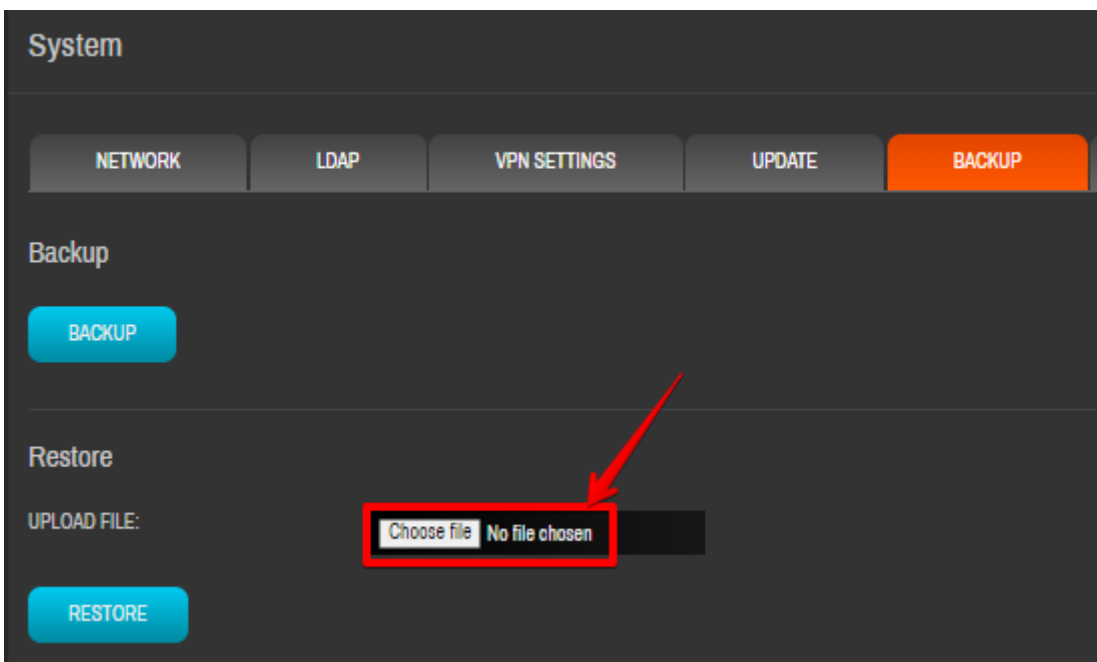 System
NETWORK LDAP VPN SETTINGS UPDATE BACKUP
Backup
BACKUP
Restore
UPLOAD FILE: Choose file No file chosen
RESTORE